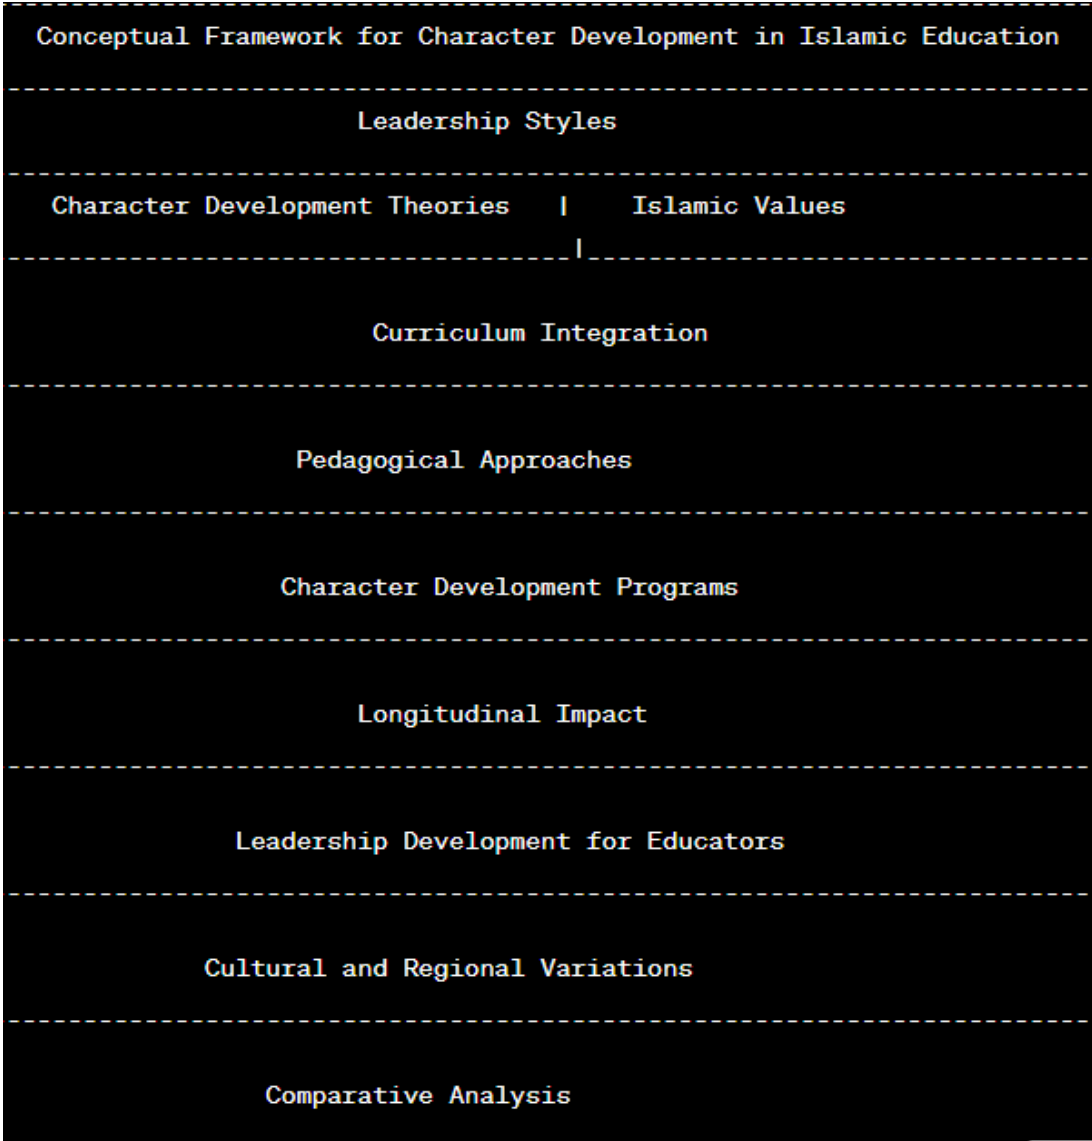 Conceptual Framework for Character Development in Islamic Education
Leadership Styles
Character Development Theories | Islamic Values
Curriculum Integration
Pedagogical Approaches
Character Development Programs
Longitudinal Impact
Leadership Development for Educators
Cultural and Regional Variations
Comparative Analysis